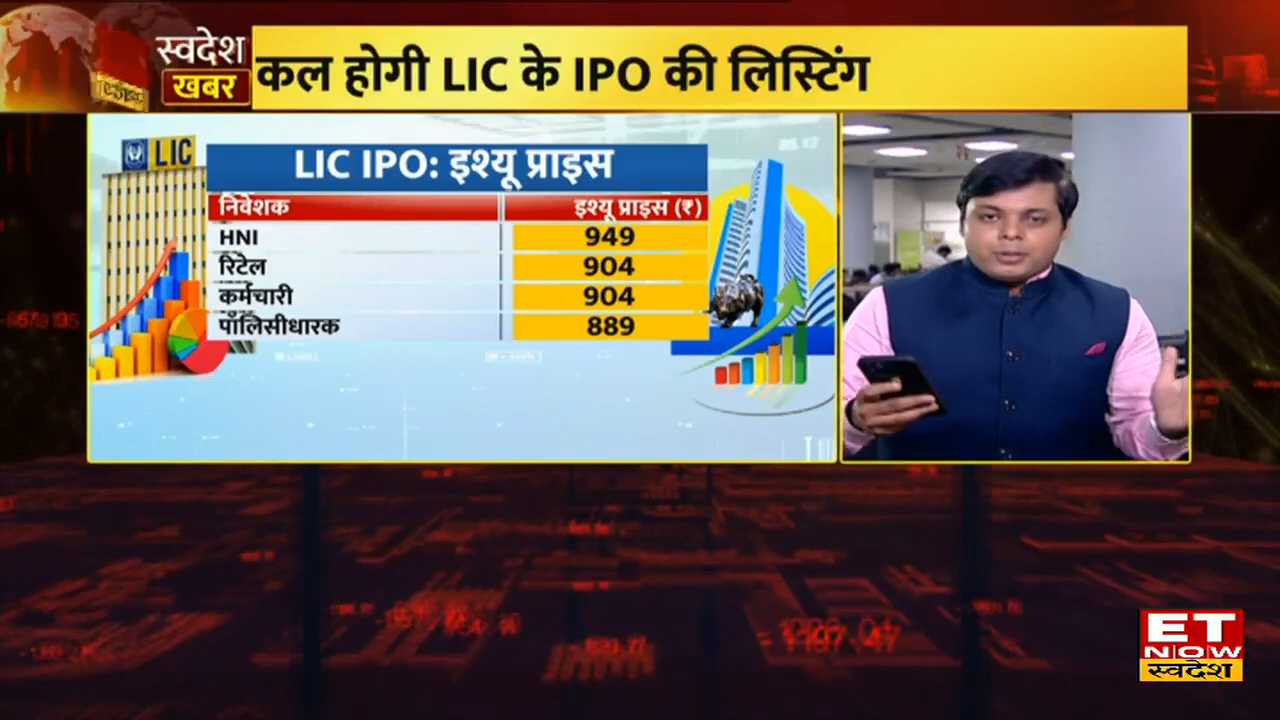 स्वदेश
खबर
कल होगी LIC के IPO की लिस्टिंग
LIC
LIC IPO: इश्यू प्राइस
निवेशक इश्यू प्राइस (₹)
HNI 949
रिटेल 904
कर्मचारी 904
पॉलिसीधारक 889
ET
NOW
स्वदेश